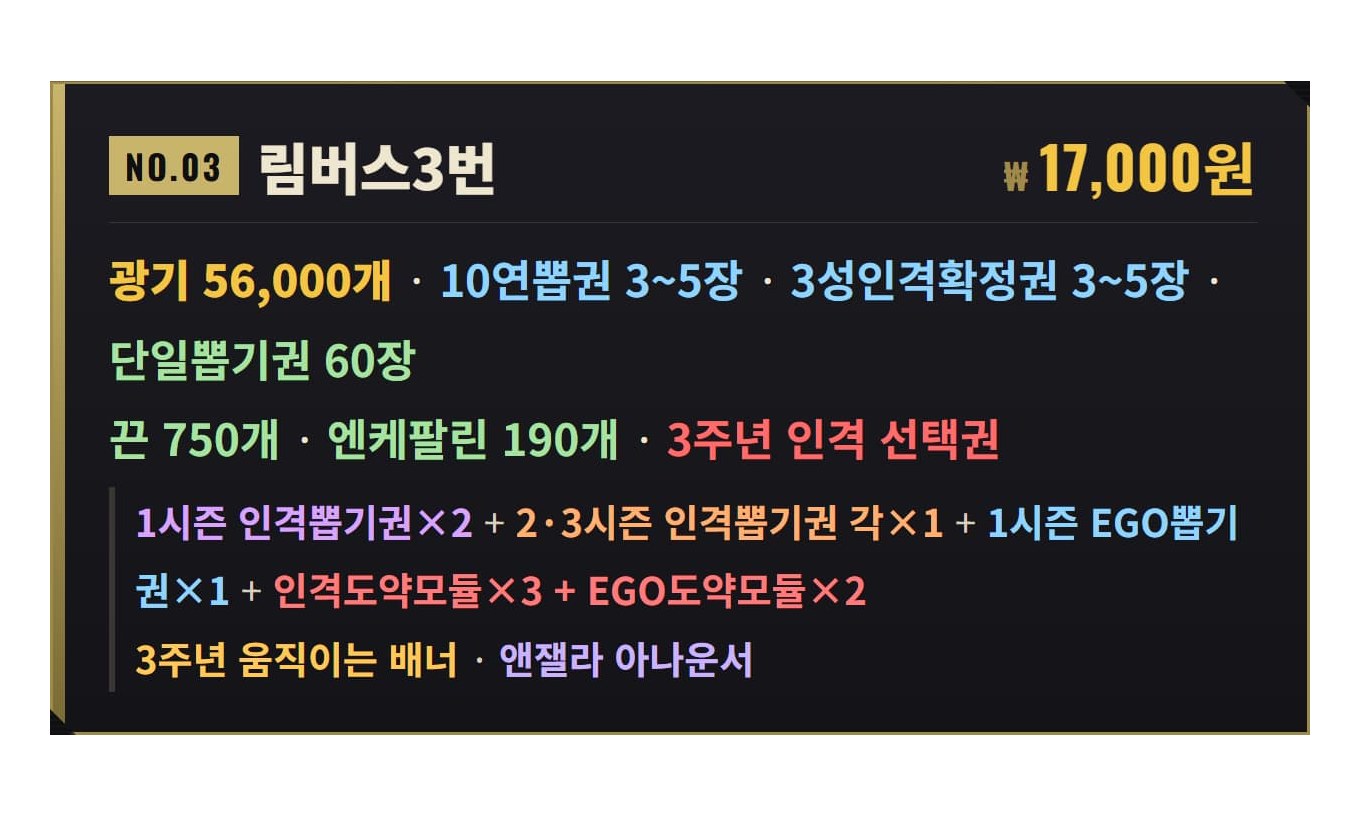 NO.03 림버스3번 ₩ 17,000원
광기 56,000개 · 10연뽑권 3~5장 · 3성인격확정권 3~5장 ·
단일뽑기권 60장
끈 750개 · 엔케팔린 190개 · 3주년 인격 선택권
1시즌 인격뽑기권×2 + 2·3시즌 인격뽑기권 각×1 + 1시즌 EGO뽑기
권×1 + 인격도약모듈×3 + EGO도약모듈×2
3주년 움직이는 배너 · 앤젤라 아나운서